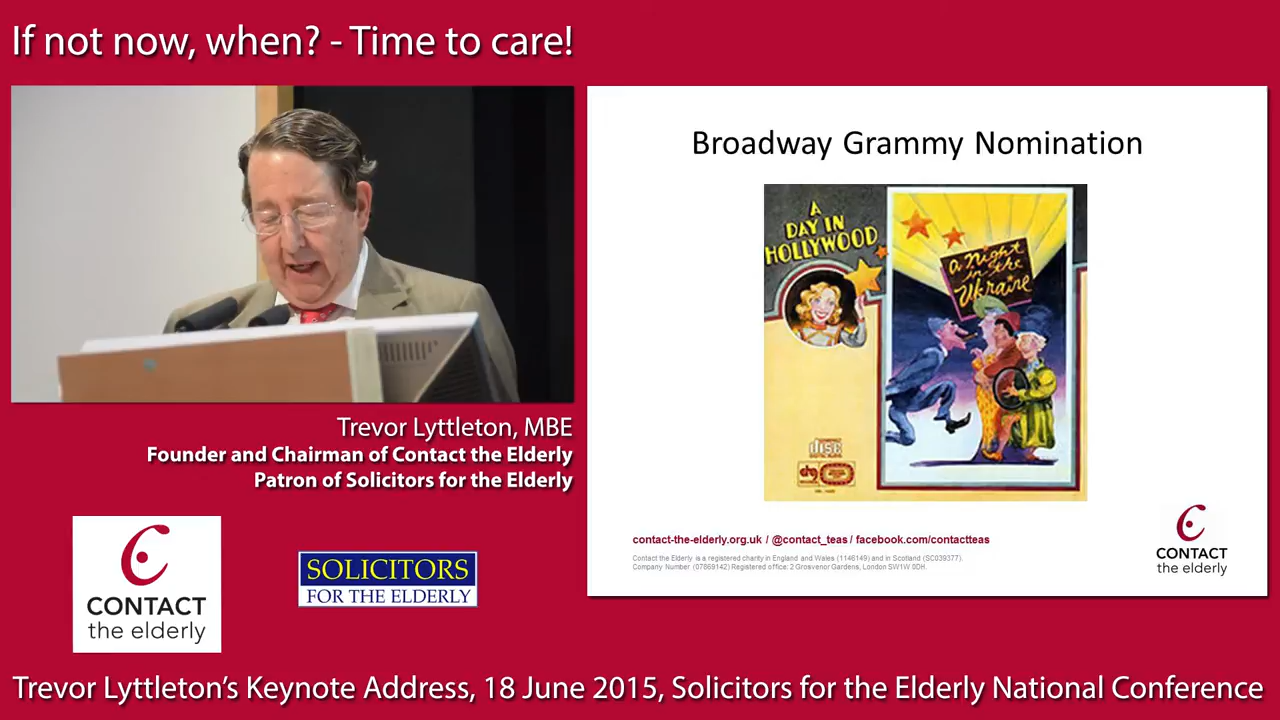 If not now, when? - Time to care!
Broadway Grammy Nomination
A
DAY IN
HOLLYWOOD
a Night
in the
Ukraine
disc
Trevor Lyttleton, MBE
Founder and Chairman of Contact the Elderly
Patron of Solicitors for the Elderly
contact-the-elderly.org.uk / @contact_teas / facebook.com/contactteas
Contact the Elderly is a registered charity in England and Wales (1146149) and in Scotland (SC039377).
Company Number (07869142) Registered office: 2 Grosvenor Gardens, London SW1W 0DH.
CONTACT
the elderly
CONTACT
the elderly
SOLICITORS
FOR THE ELDERLY
Trevor Lyttleton's Keynote Address, 18 June 2015, Solicitors for the Elderly National Conference